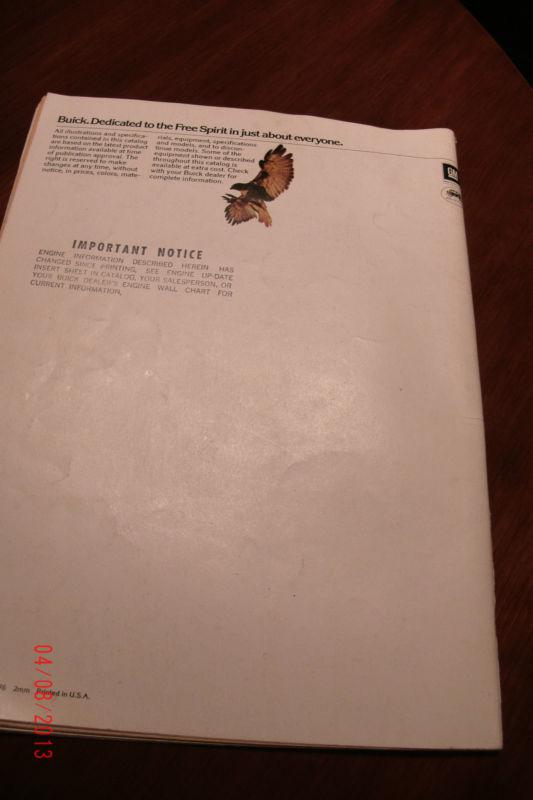 Buick. Dedicated to the Free Spirit in just about everyone.
All illustrations and specifica-
tions contained in this catalog
are based on the latest product
information available at time
of publication approval. The
right is reserved to make
changes at any time, without
notice, in prices, colors, mate-
rials, equipment, specifications
and models, and to discon-
tinue models. Some of the
equipment shown or described
throughout this catalog is
available at extra cost. Check
with your Buick dealer for
complete information.
GM
IMPORTANT NOTICE
ENGINE INFORMATION DESCRIBED HEREIN HAS
CHANGED SINCE PRINTING, SEE ENGINE UP-DATE
INSERT SHEET IN CATALOG, YOUR SALESPERSON, OR
YOUR BUICK DEALER'S ENGINE WALL CHART FOR
CURRENT INFORMATION.
2mm Printed in U.S.A.
04/08/2013